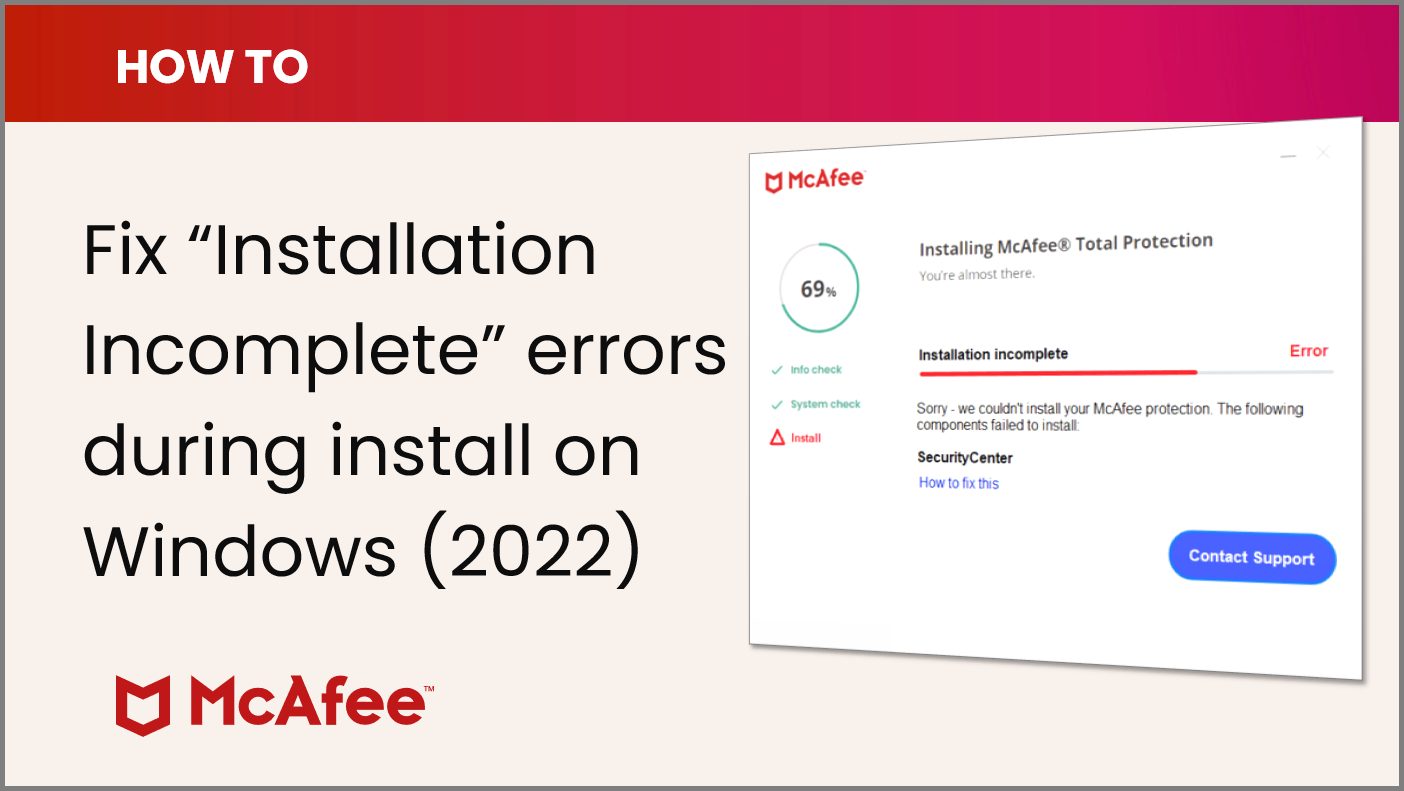 HOW TO
Fix “Installation
Incomplete” errors
during install on
Windows (2022)
McAfee™
McAfee™
69%
Info check
System check
Install
Installing McAfee® Total Protection
You're almost there.
Installation incomplete
Error
Sorry - we couldn't install your McAfee protection. The following
components failed to install:
SecurityCenter
How to fix this
Contact Support